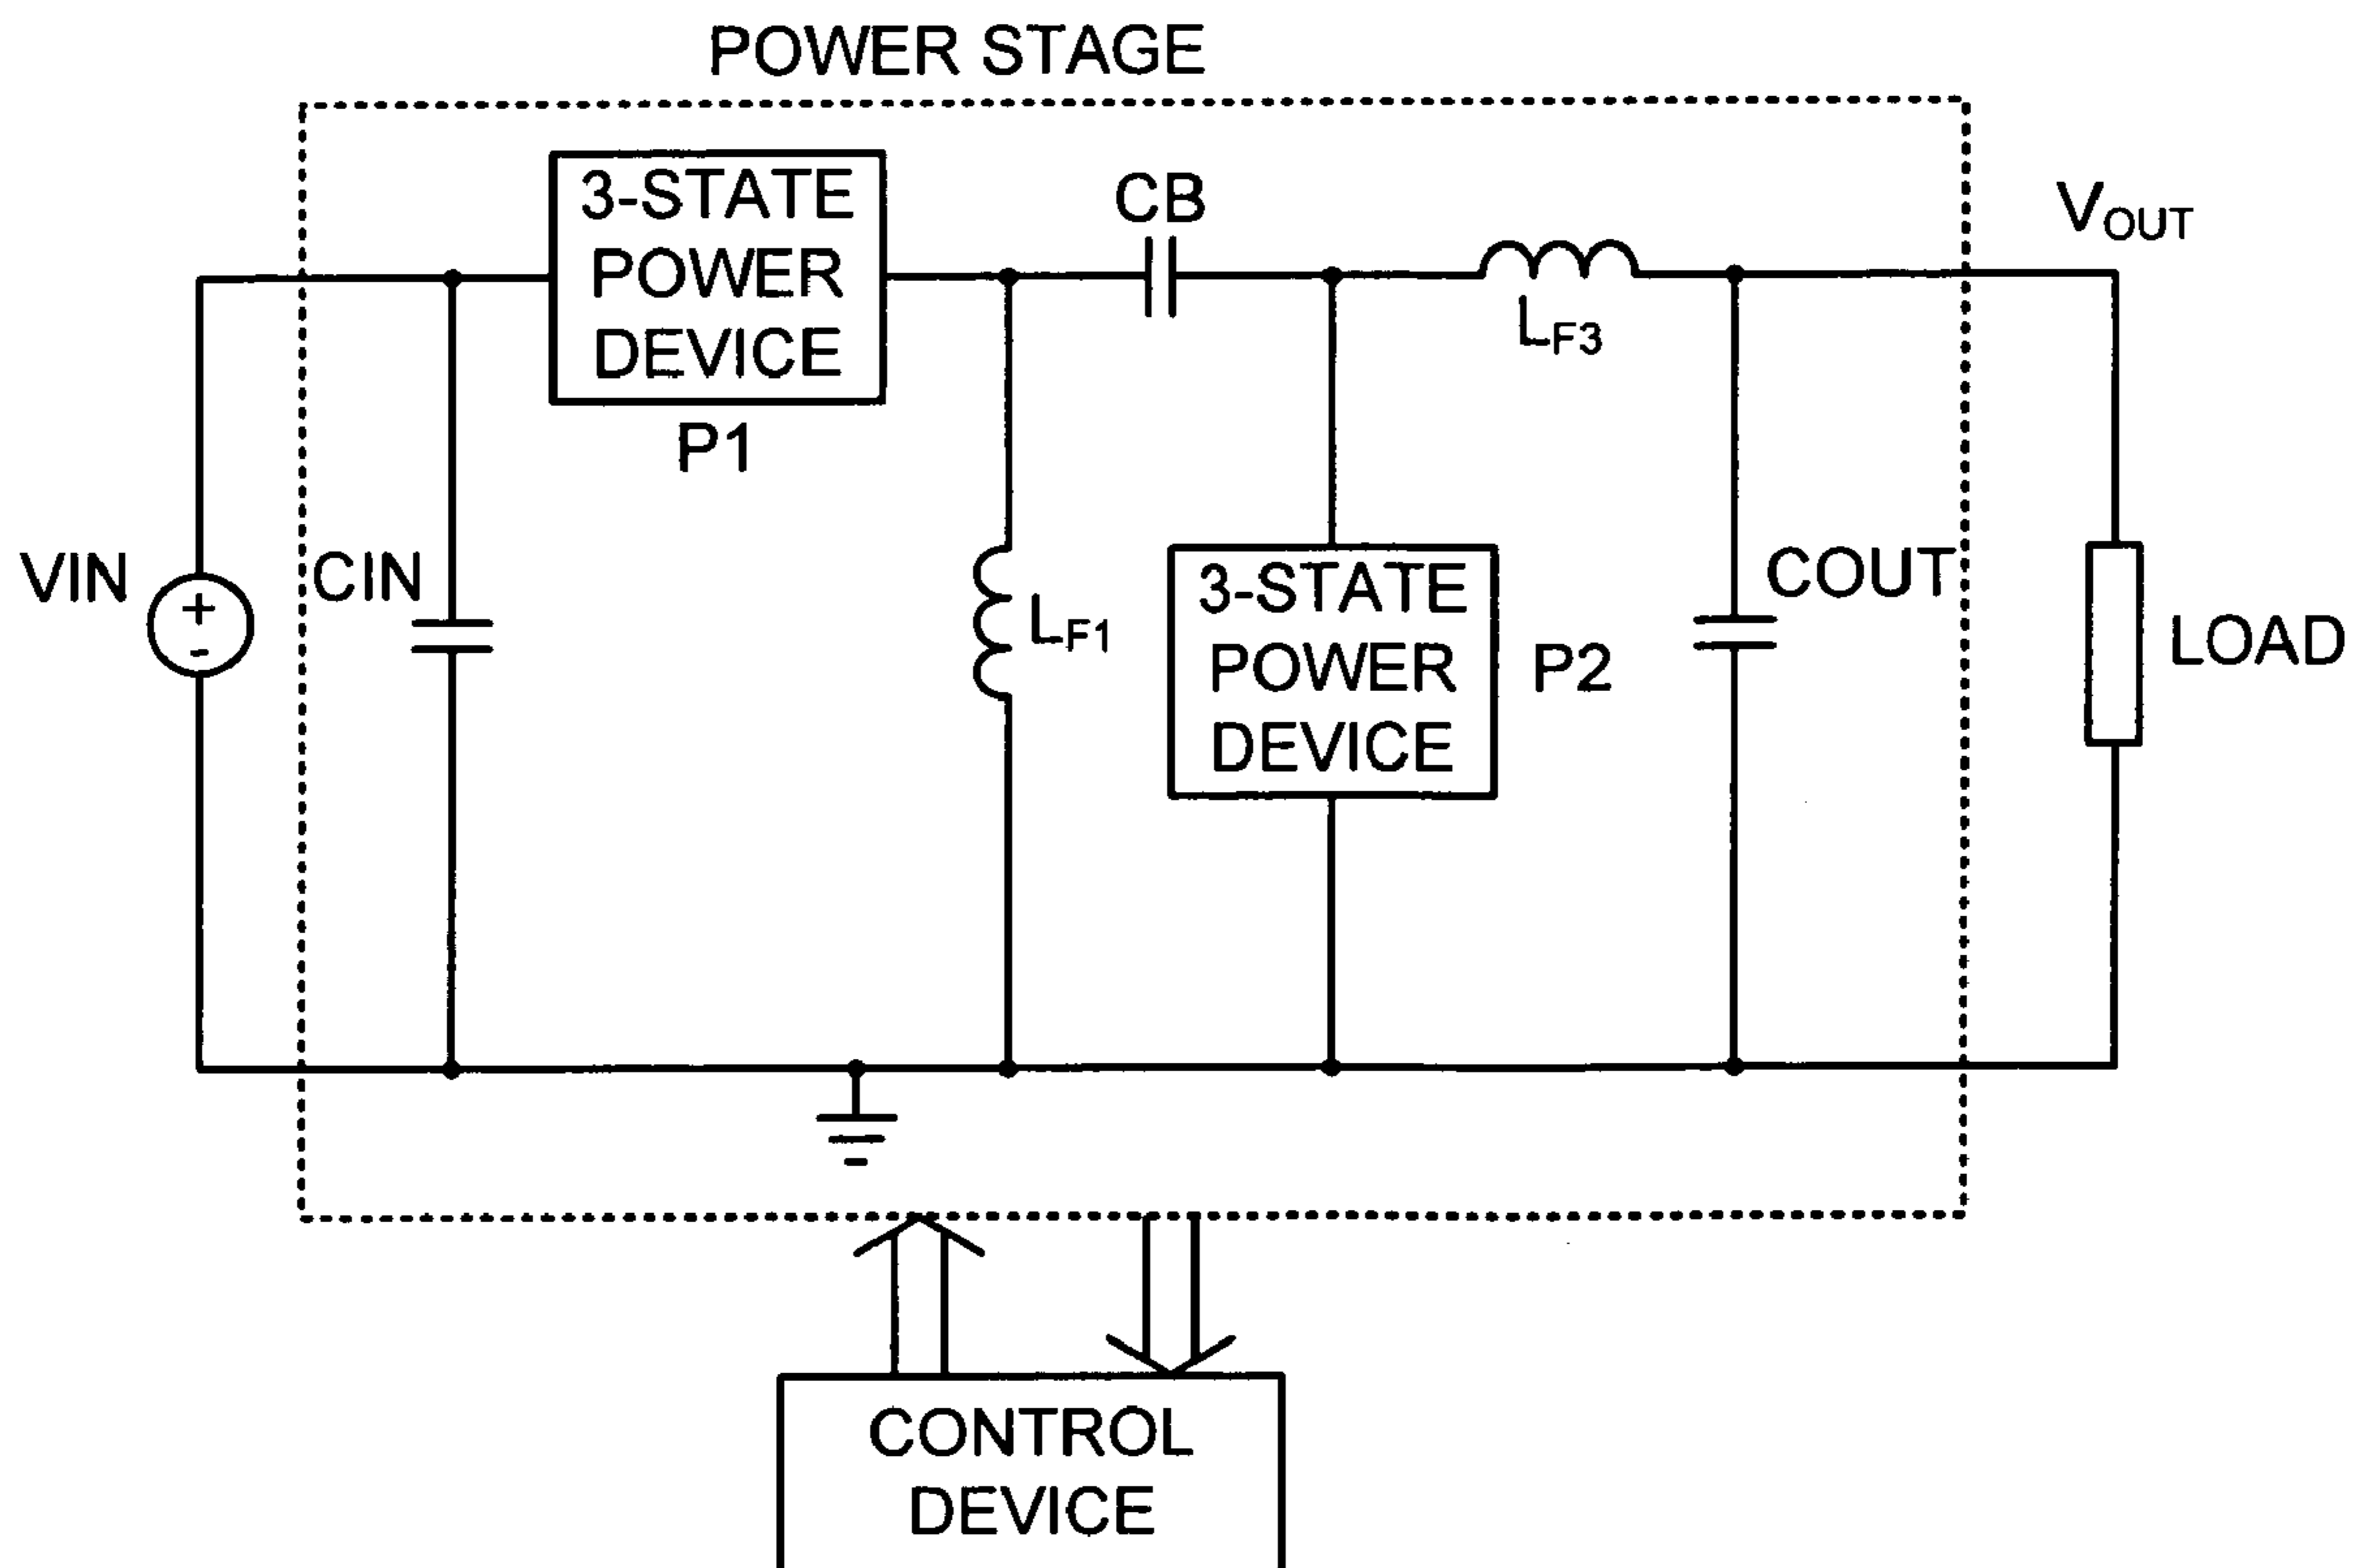 POWER STAGE
3-STATE
POWER
DEVICE
P1
CB
LF3
VOUT
VIN
+
-
CIN
LF1
3-STATE
POWER
DEVICE
P2
COUT
LOAD
CONTROL
DEVICE